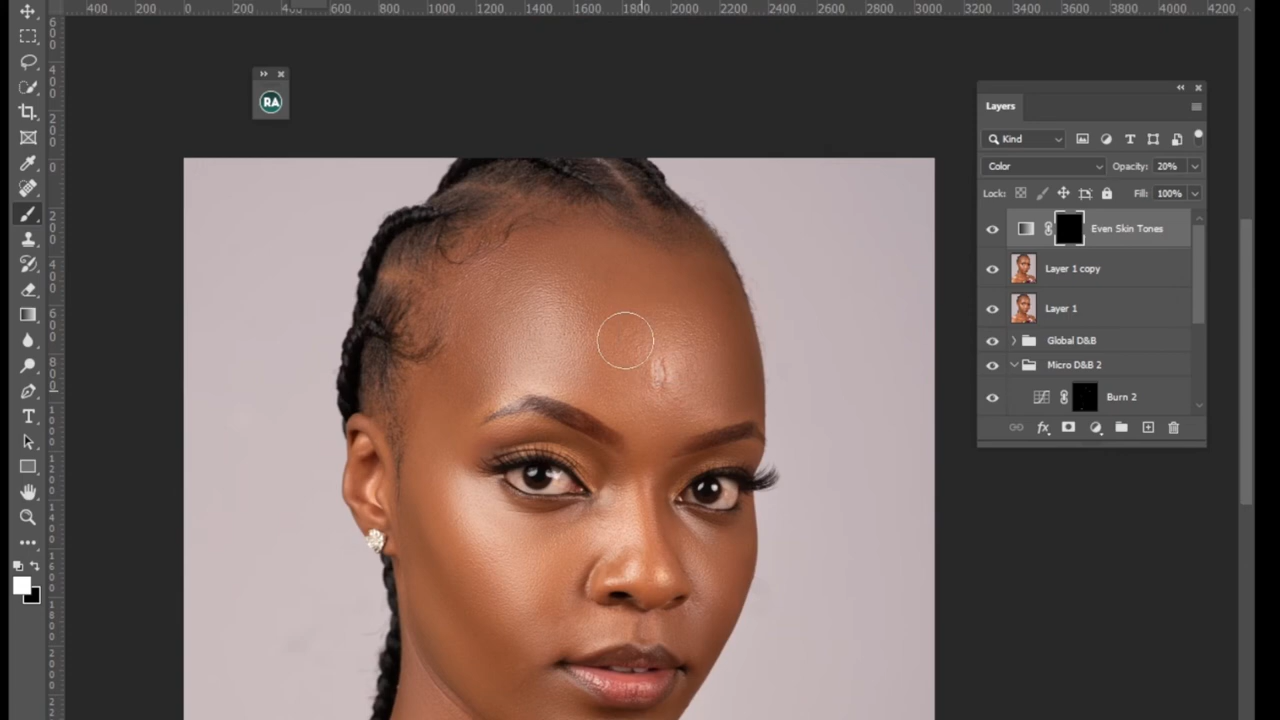 400 200 0 200 400 600 800 1000 1200 1400 1600 1800 2000 2200 2400 2600 2800 3000 3200 3400 3600 3800 4000 4200
RA
Layers
Kind
Color Opacity: 20%
Lock: Fill: 100%
Even Skin Tones
Layer 1 copy
Layer 1
Global D&B
Micro D&B 2
Burn 2
fx